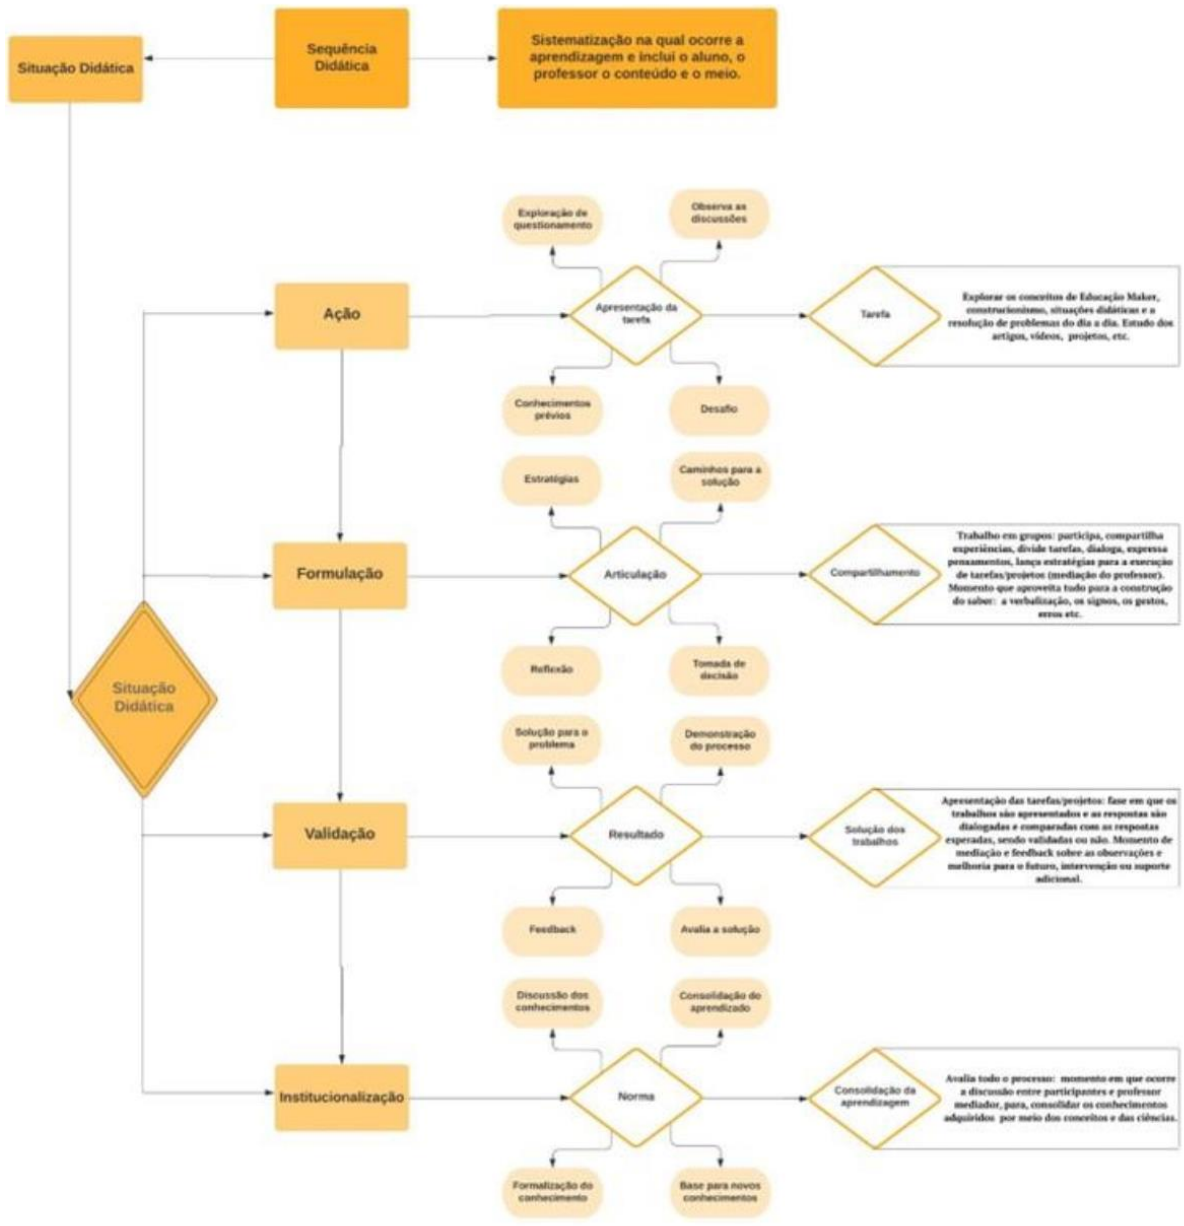 Situação Didática
Sequência
Didática
Sistematização na qual ocorre a
aprendizagem e inclui o aluno, o
professor o conteúdo e o meio.
Exploração de
questionamento
Observa as
discussões
Ação
Apresentação da
tarefa
Tarefa
Explorar os conceitos de Educação Maker,
construcionismo, situações didáticas e a
resolução de problemas do dia a dia. Estudo dos
artigos, vídeos, projetos, etc.
Conhecimentos
prévios
Desafio
Estratégias
Caminhos para a
solução
Formulação
Articulação
Compartilhamento
Trabalho em grupos: participa, compartilha
experiências, divide tarefas, dialoga, expressa
pensamentos, lança estratégias para a execução
de tarefas/projetos (mediação do professor).
Momento que aproveita tudo para a construção
do saber: a verbalização, os signos, os gestos,
erros etc.
Reflexão
Tomada de
decisão
Situação
Didática
Solução para o
problema
Demonstração
do processo
Validação
Resultado
Solução dos
trabalhos
Apresentação das tarefas/projetos: fase em que os
trabalhos são apresentados e as respostas são
dialogadas e comparadas com as respostas
esperadas, sendo validadas ou não. Momento de
mediação e feedback sobre as observações e
melhoria para o futuro, intervenção ou suporte
adicional.
Feedback
Avalia a solução
Discussão dos
conhecimentos
Consolidação do
aprendizado
Institucionalização
Norma
Consolidação da
aprendizagem
Avalia todo o processo: momento em que ocorre
a discussão entre participantes e professor
mediador, para, consolidar os conhecimentos
adquiridos por meio dos conceitos e das ciências.
Formalização do
conhecimento
Base para novos
conhecimentos